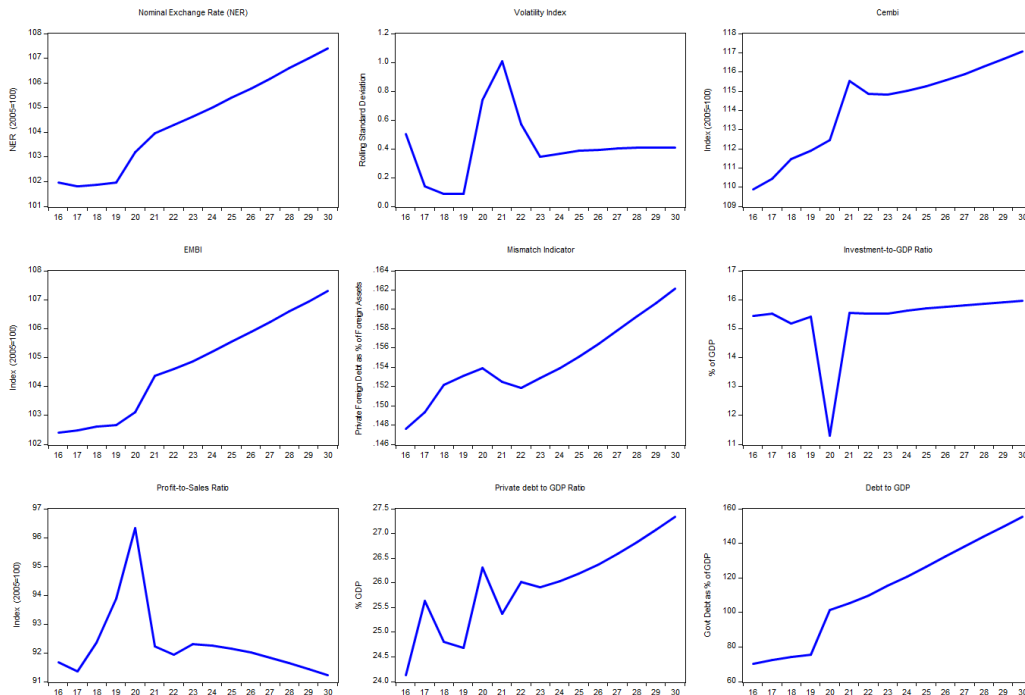 Nominal Exchange Rate (NER)
NER (2005=100)
108
107
106
105
104
103
102
101
16 17 18 19 20 21 22 23 24 25 26 27 28 29 30
Volatility Index
Rolling Standard Deviation
1.2
1.0
0.8
0.6
0.4
0.2
0.0
16 17 18 19 20 21 22 23 24 25 26 27 28 29 30
Cembi
Index (2005=100)
118
117
116
115
114
113
112
111
110
109
16 17 18 19 20 21 22 23 24 25 26 27 28 29 30
EMBI
Index (2005=100)
108
107
106
105
104
103
102
16 17 18 19 20 21 22 23 24 25 26 27 28 29 30
Mismatch Indicator
Private Foreign Debt as % of Foreign Assets
.164
.162
.160
.158
.156
.154
.152
.150
.148
.146
16 17 18 19 20 21 22 23 24 25 26 27 28 29 30
Investment-to-GDP Ratio
% of GDP
17
16
15
14
13
12
11
16 17 18 19 20 21 22 23 24 25 26 27 28 29 30
Profit-to-Sales Ratio
Index (2005=100)
97
96
95
94
93
92
91
16 17 18 19 20 21 22 23 24 25 26 27 28 29 30
Private debt to GDP Ratio
% GDP
27.5
27.0
26.5
26.0
25.5
25.0
24.5
24.0
16 17 18 19 20 21 22 23 24 25 26 27 28 29 30
Debt to GDP
Govt Debt as % of GDP
160
140
120
100
80
60
16 17 18 19 20 21 22 23 24 25 26 27 28 29 30